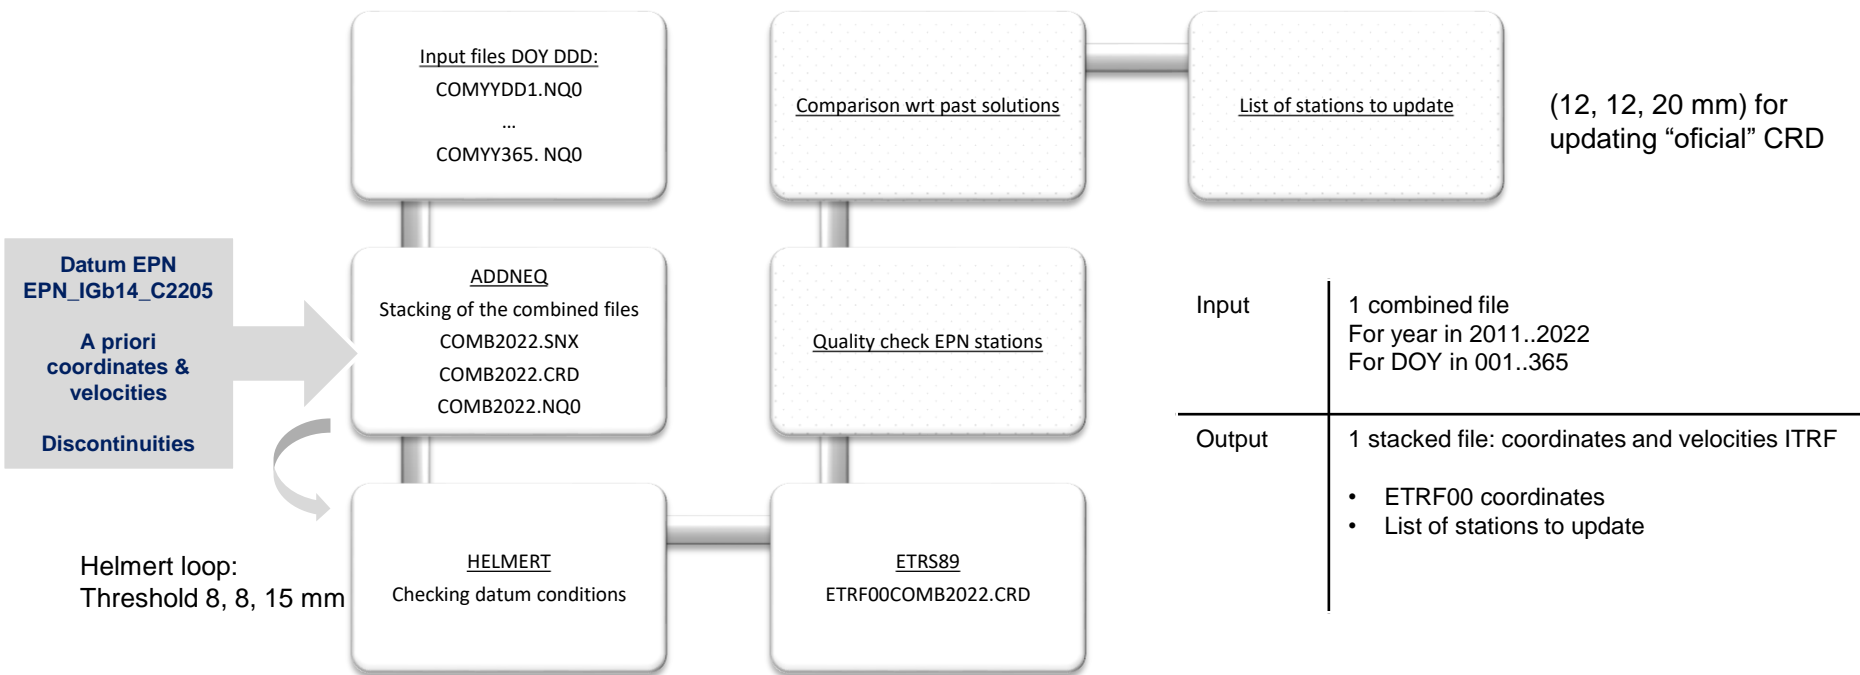 Input files DOY DDD:
COMYYDD1.NQ0
...
COMYY365. NQ0
Datum EPN
EPN_IGb14_C2205
A priori
coordinates &
velocities
Discontinuities
ADDNEQ
Stacking of the combined files
COMB2022.SNX
COMB2022.CRD
COMB2022.NQ0
Helmert loop:
Threshold 8, 8, 15 mm
HELMERT
Checking datum conditions
ETRS89
ETRF00COMB2022.CRD
Quality check EPN stations
Comparison wrt past solutions
List of stations to update
(12, 12, 20 mm) for
updating “oficial” CRD
Input
1 combined file
For year in 2011..2022
For DOY in 001..365
Output
1 stacked file: coordinates and velocities ITRF
• ETRF00 coordinates
• List of stations to update